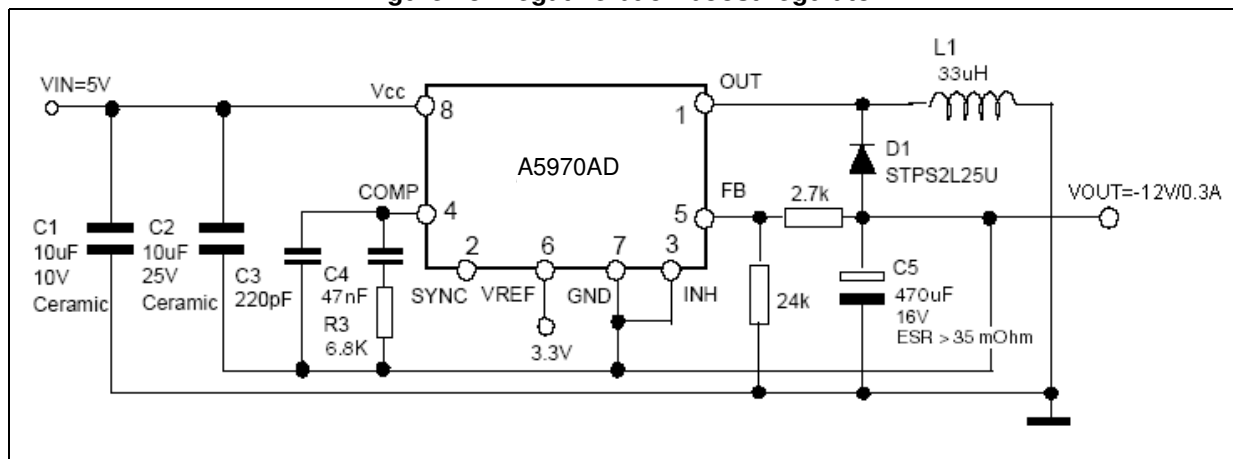 VIN=5V
Vcc
8
A5970AD
OUT
1
L1
33uH
D1
STPS2L25U
COMP
4
FB
5
2.7k
VOUT=-12V/0.3A
C1
10uF
10V
Ceramic
C2
10uF
25V
Ceramic
C3
220pF
C4
47nF
R3
6.8K
2
SYNC
6
VREF
3.3V
7
GND
3
INH
24k
C5
470uF
16V
ESR > 35 mOhm